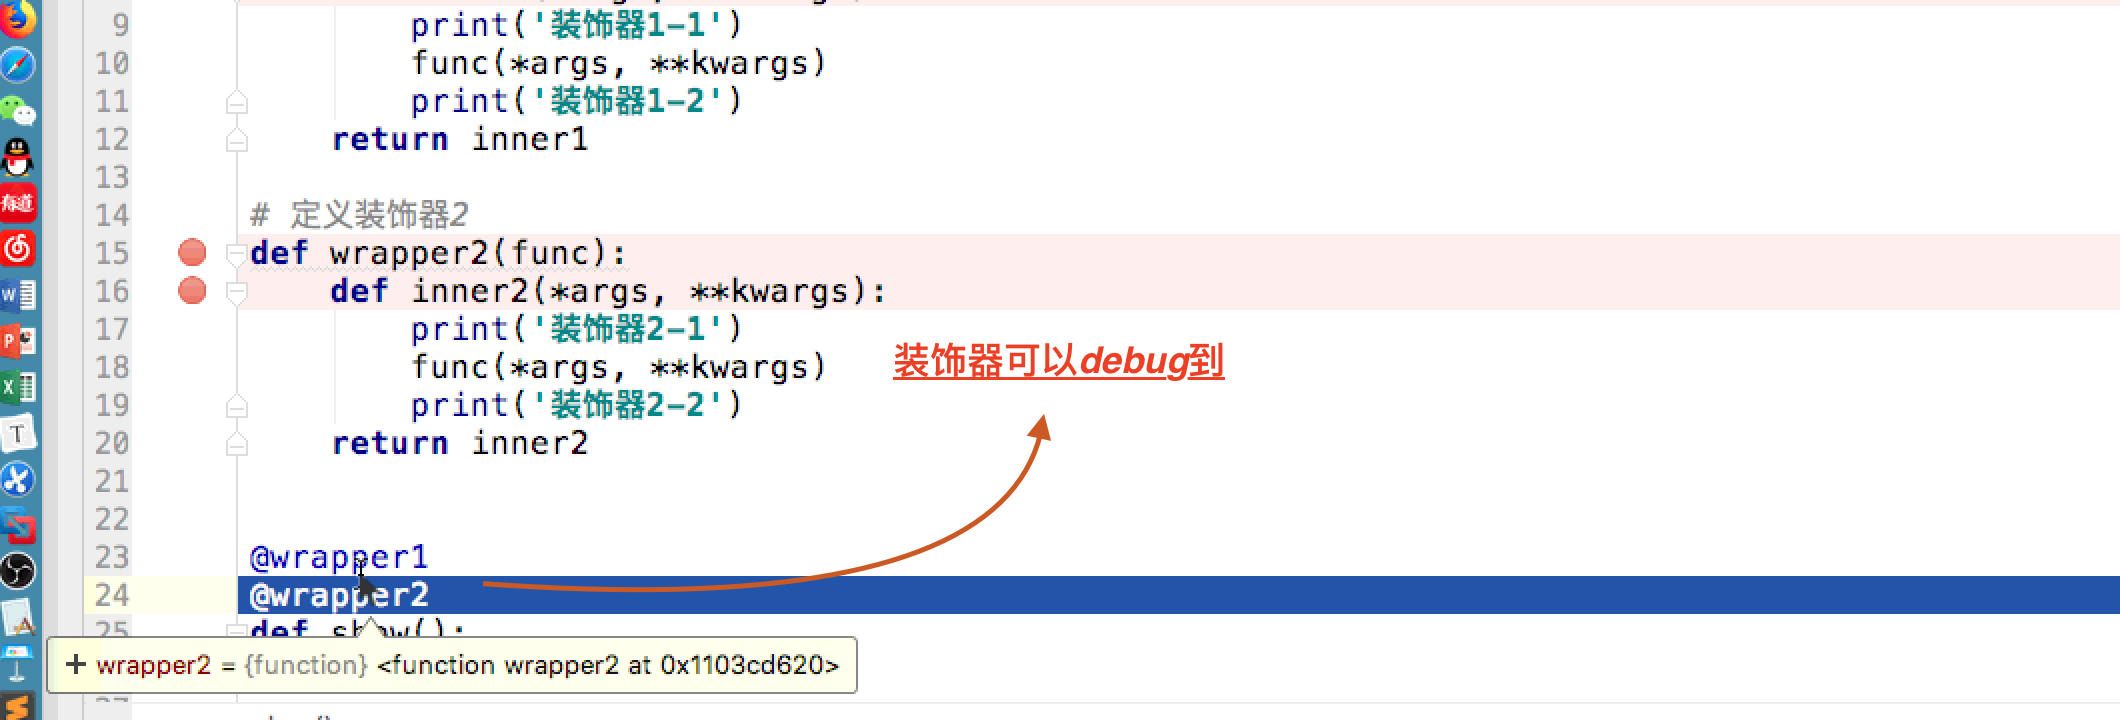 9 print('装饰器1-1')
10 func(*args, **kwargs)
11 print('装饰器1-2')
12 return inner1
13
14 # 定义装饰器2
15 def wrapper2(func):
16 def inner2(*args, **kwargs):
17 print('装饰器2-1')
18 func(*args, **kwargs)
装饰器可以debug到
19 print('装饰器2-2')
20 return inner2
21
22
23 @wrapper1
24 @wrapper2
25 def show():
+ wrapper2 = {function} <function wrapper2 at 0x1103cd620>
有道
W
P
X
T